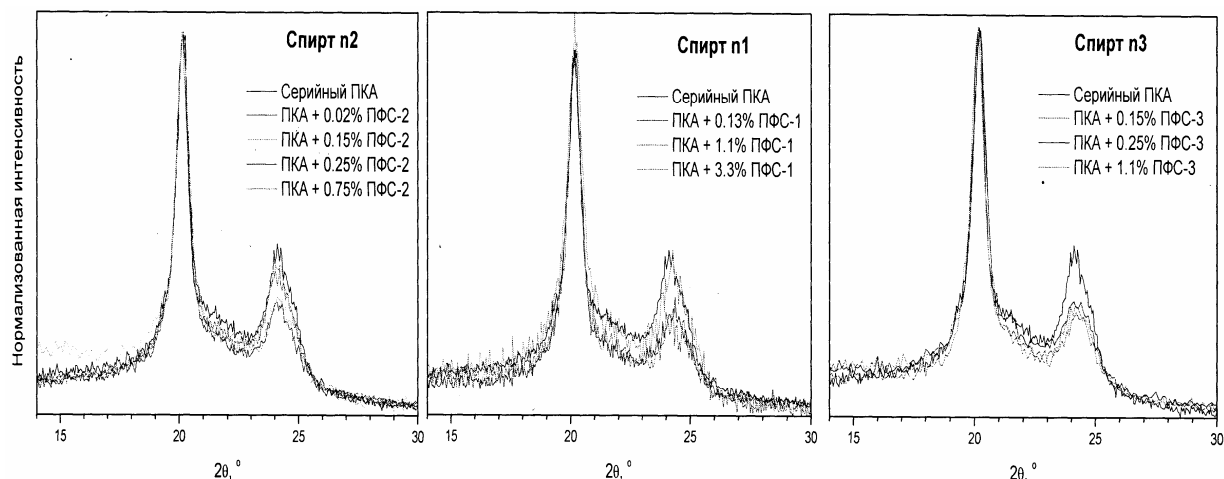 Нормализованная интенсивность
Спирт n2
Серийный ПКА
ПКА + 0.02% ПФС-2
ПКА + 0.15% ПФС-2
ПКА + 0.25% ПФС-2
ПКА + 0.75% ПФС-2
15 20 25 30
2θ, °
Спирт n1
Серийный ПКА
ПКА + 0.13% ПФС-1
ПКА + 1.1% ПФС-1
ПКА + 3.3% ПФС-1
15 20 25 30
2θ, °
Спирт n3
Серийный ПКА
ПКА + 0.15% ПФС-3
ПКА + 0.25% ПФС-3
ПКА + 1.1% ПФС-3
15 20 25 30
2θ, °